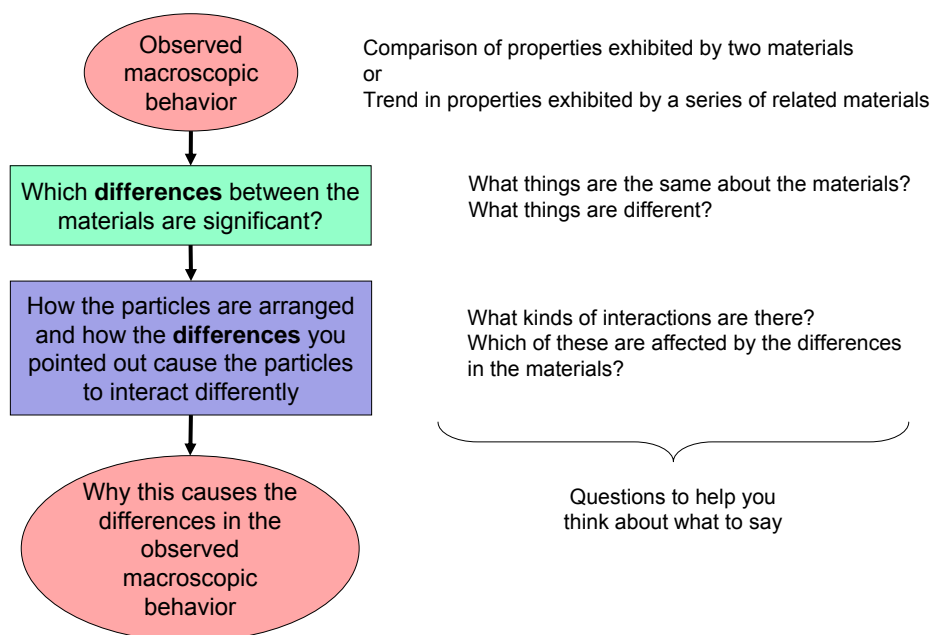 Observed
macroscopic
behavior
Comparison of properties exhibited by two materials
or
Trend in properties exhibited by a series of related materials
Which differences between the
materials are significant?
What things are the same about the materials?
What things are different?
How the particles are arranged
and how the differences you
pointed out cause the particles
to interact differently
What kinds of interactions are there?
Which of these are affected by the differences
in the materials?
Why this causes the
differences in the
observed
macroscopic
behavior
Questions to help you
think about what to say